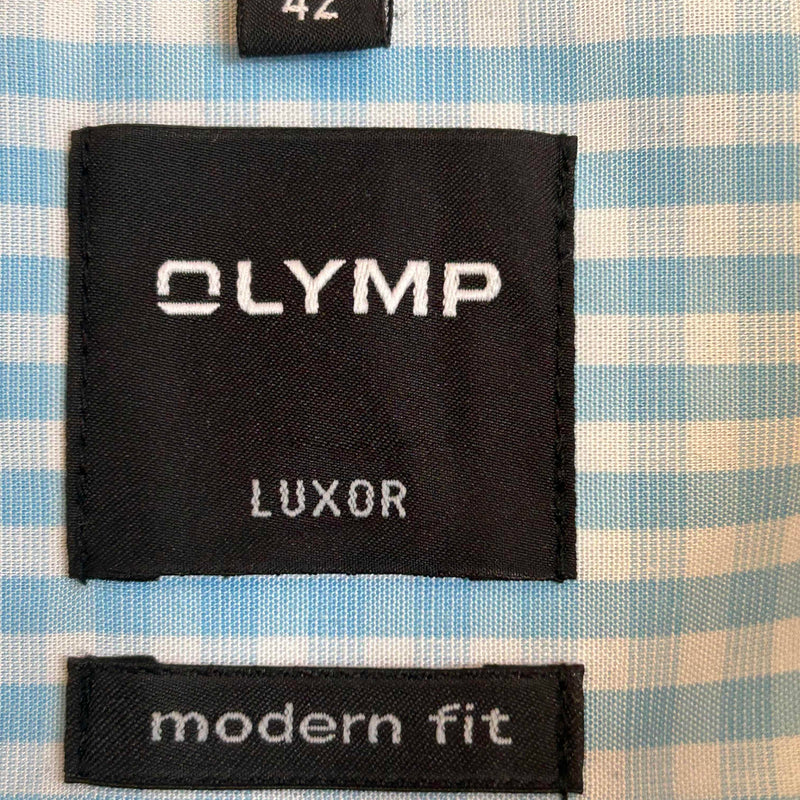 42
OLYMP
LUXOR
modern fit